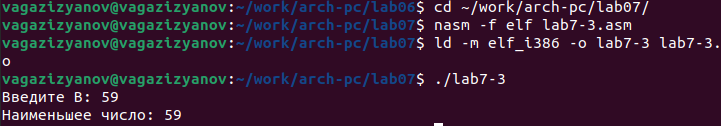 vagazizyanov@vagazizyanov:~/work/arch-pc/lab06$ cd ~/work/arch-pc/lab07/
vagazizyanov@vagazizyanov:~/work/arch-pc/lab07$ nasm -f elf lab7-3.asm
vagazizyanov@vagazizyanov:~/work/arch-pc/lab07$ ld -m elf_i386 -o lab7-3 lab7-3.
o
vagazizyanov@vagazizyanov:~/work/arch-pc/lab07$ ./lab7-3
Введите B: 59
Наименьшее число: 59